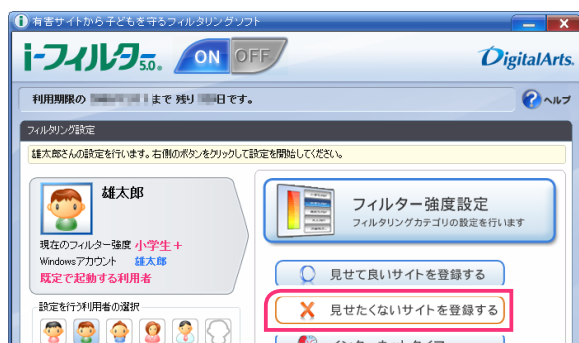 有害サイトから子どもを守るフィルタリングソフト
i-フィルター5.0. ON OFF DigitalArts.
利用期限の まで 残り 日です。 ヘルプ
フィルタリング設定
雄太郎さんの設定を行います。右側のボタンをクリックして設定を開始してください。
雄太郎
現在のフィルター強度 小学生+
Windowsアカウント 雄太郎
既定で起動する利用者
設定を行う利用者の選択
フィルター強度設定
フィルタリングカテゴリの設定を行います
見せて良いサイトを登録する
見せたくないサイトを登録する